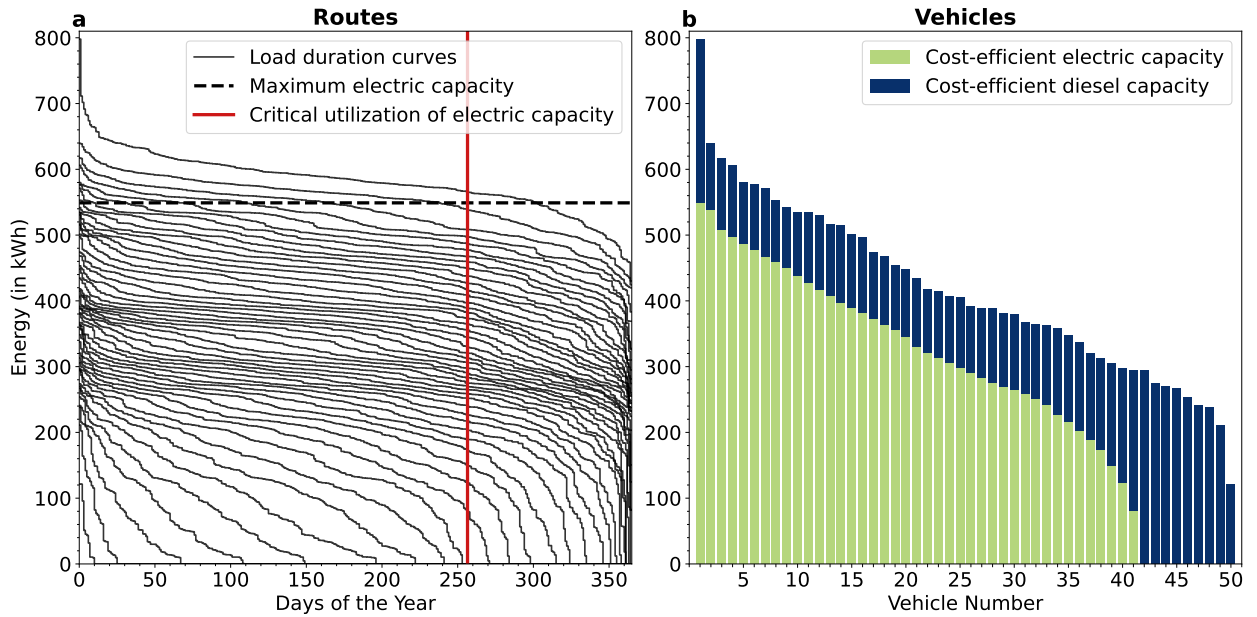 a
Routes
Load duration curves
Maximum electric capacity
Critical utilization of electric capacity
Energy (in kWh)
800
700
600
500
400
300
200
100
0
0 50 100 150 200 250 300 350
Days of the Year
b
Vehicles
Cost-efficient electric capacity
Cost-efficient diesel capacity
800
700
600
500
400
300
200
100
0
5 10 15 20 25 30 35 40 45 50
Vehicle Number